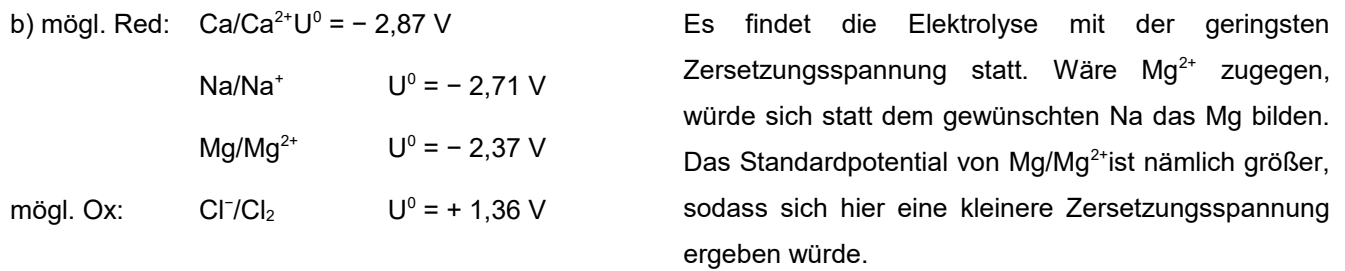 b) mögl. Red: Ca/Ca²⁺U⁰ = − 2,87 V
Na/Na⁺ U⁰ = − 2,71 V
Mg/Mg²⁺ U⁰ = − 2,37 V
mögl. Ox: Cl⁻/Cl₂ U⁰ = + 1,36 V
Es findet die Elektrolyse mit der geringsten
Zersetzungsspannung statt. Wäre Mg²⁺ zugegen,
würde sich statt dem gewünschten Na das Mg bilden.
Das Standardpotential von Mg/Mg²⁺ist nämlich größer,
sodass sich hier eine kleinere Zersetzungsspannung
ergeben würde.